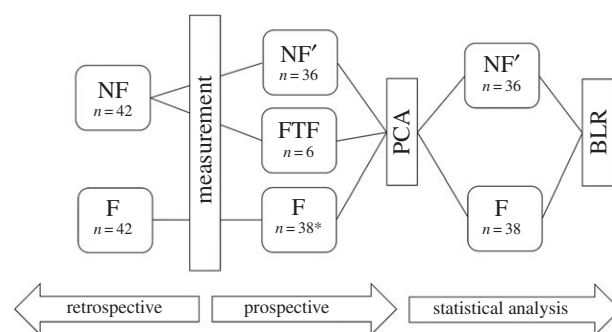 NF
n = 42
F
n = 42
measurement
NF′
n = 36
FTF
n = 6
F
n = 38*
PCA
NF′
n = 36
F
n = 38
BLR
retrospective
prospective
statistical analysis